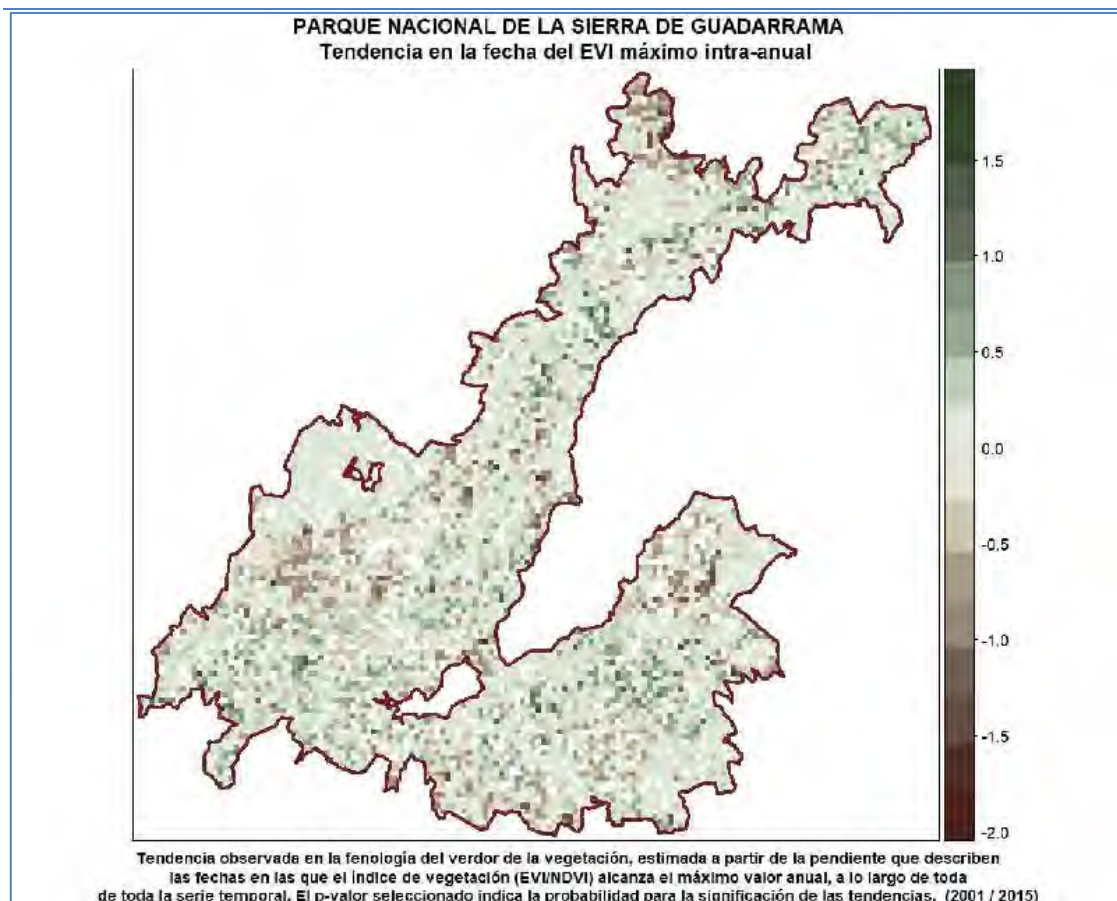 PARQUE NACIONAL DE LA SIERRA DE GUADARRAMA
Tendencia en la fecha del EVI máximo intra-anual
1.5
1.0
0.5
0.0
-0.5
-1.0
-1.5
-2.0
Tendencia observada en la fenología del verdor de la vegetación, estimada a partir de la pendiente que describen
las fechas en las que el índice de vegetación (EVI/NDVI) alcanza el máximo valor anual, a lo largo de toda
de toda la serie temporal. El p-valor seleccionado indica la probabilidad para la significación de las tendencias. (2001 / 2015)